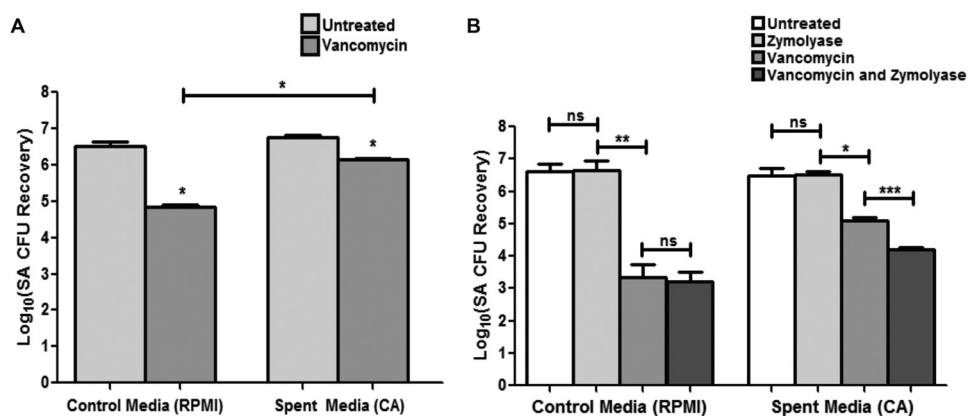 A
Untreated
Vancomycin
Log10(SA CFU Recovery)
8
7
6
5
4
3
2
1
0
*
*
*
Control Media (RPMI)
Spent Media (CA)
B
Untreated
Zymolyase
Vancomycin
Vancomycin and Zymolyase
Log10(SA CFU Recovery)
8
7
6
5
4
3
2
1
0
ns
**
ns
ns
*
***
Control Media (RPMI)
Spent Media (CA)